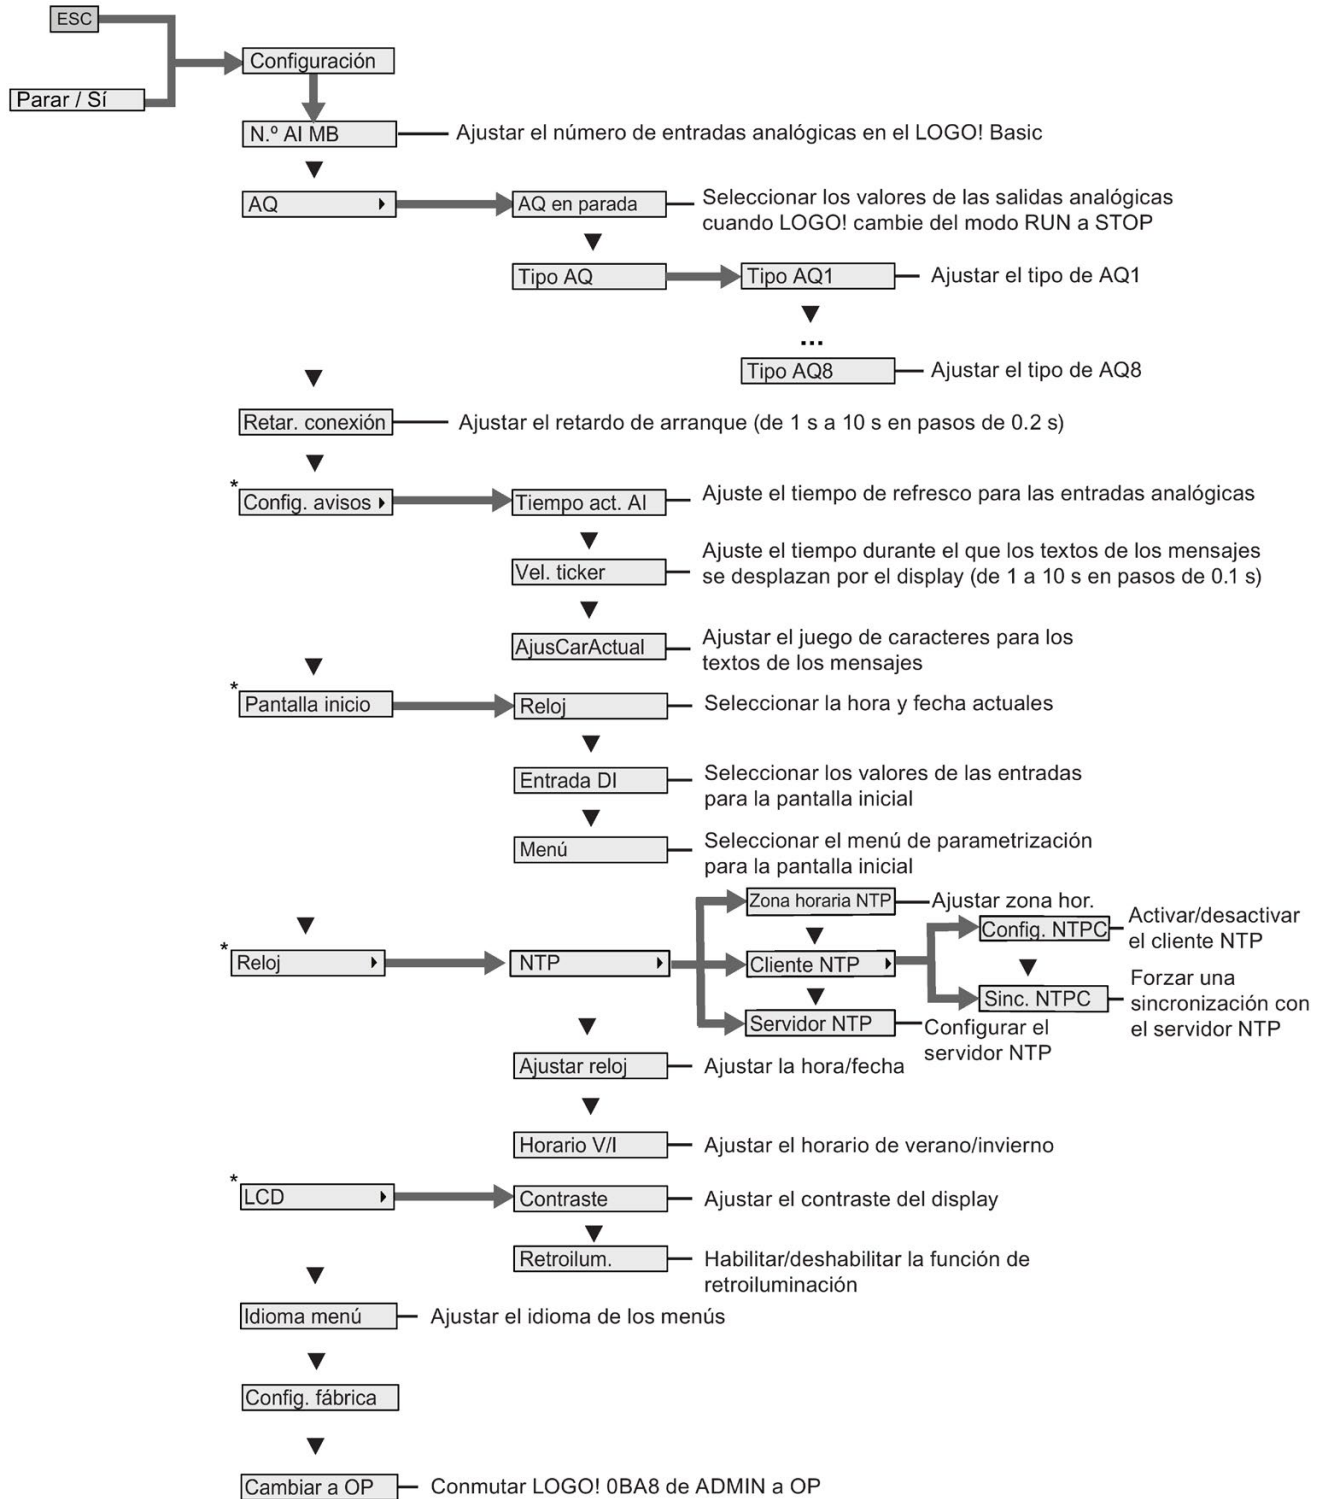 ESC
Configuración
Parar / Sí
N.º AI MB
Ajustar el número de entradas analógicas en el LOGO! Basic
AQ
AQ en parada
Seleccionar los valores de las salidas analógicas
cuando LOGO! cambie del modo RUN a STOP
Tipo AQ
Tipo AQ1
Ajustar el tipo de AQ1
...
Tipo AQ8
Ajustar el tipo de AQ8
Retar. conexión
Ajustar el retardo de arranque (de 1 s a 10 s en pasos de 0.2 s)
* Config. avisos
Tiempo act. AI
Ajuste el tiempo de refresco para las entradas analógicas
Vel. ticker
Ajuste el tiempo durante el que los textos de los mensajes
se desplazan por el display (de 1 a 10 s en pasos de 0.1 s)
AjusCarActual
Ajustar el juego de caracteres para los
textos de los mensajes
* Pantalla inicio
Reloj
Seleccionar la hora y fecha actuales
Entrada DI
Seleccionar los valores de las entradas
para la pantalla inicial
Menú
Seleccionar el menú de parametrización
para la pantalla inicial
* Reloj
NTP
Zona horaria NTP
Ajustar zona hor.
Cliente NTP
Config. NTPC
Activar/desactivar
el cliente NTP
Sinc. NTPC
Forzar una
sincronización con
el servidor NTP
Servidor NTP
Configurar el
servidor NTP
Ajustar reloj
Ajustar la hora/fecha
Horario V/I
Ajustar el horario de verano/invierno
* LCD
Contraste
Ajustar el contraste del display
Retroilum.
Habilitar/deshabilitar la función de
retroiluminación
Idioma menú
Ajustar el idioma de los menús
Config. fábrica
Cambiar a OP
Conmutar LOGO! 0BA8 de ADMIN a OP